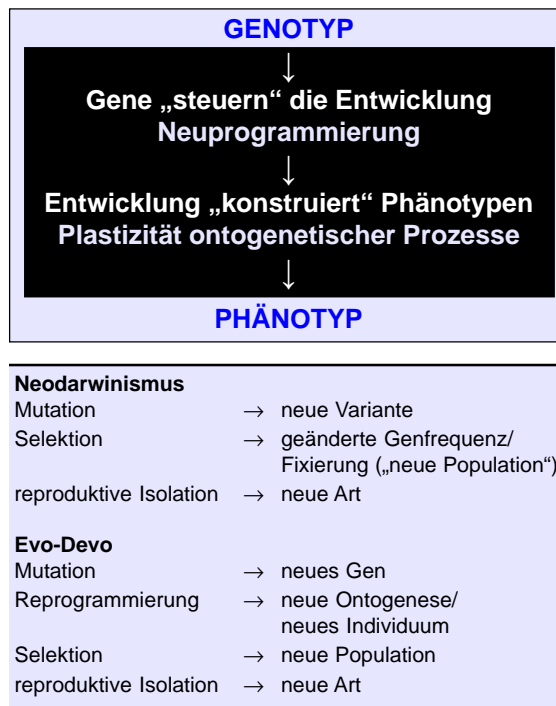 GENOTYP
↓
Gene „steuern“ die Entwicklung
Neuprogrammierung
↓
Entwicklung „konstruiert“ Phänotypen
Plastizität ontogenetischer Prozesse
↓
PHÄNOTYP
Neodarwinismus
Mutation → neue Variante
Selektion → geänderte Genfrequenz/
Fixierung („neue Population“)
reproduktive Isolation → neue Art
Evo-Devo
Mutation → neues Gen
Reprogrammierung → neue Ontogenese/
neues Individuum
Selektion → neue Population
reproduktive Isolation → neue Art